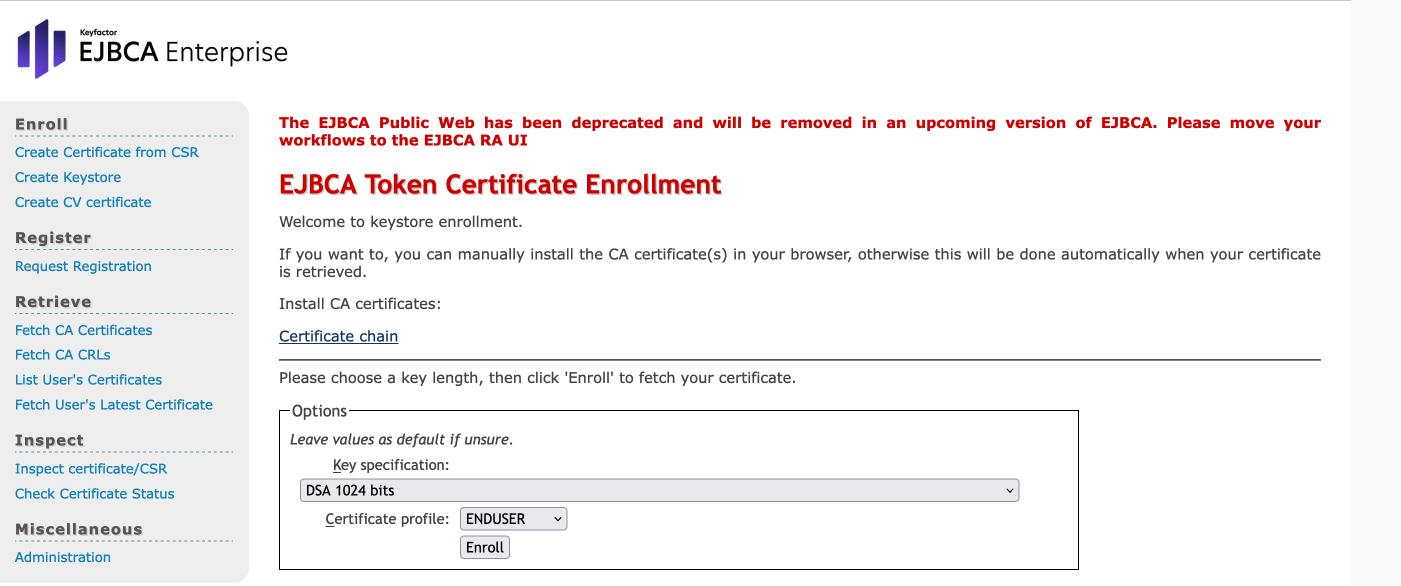 Keyfactor
EJBCA Enterprise
Enroll
Create Certificate from CSR
Create Keystore
Create CV certificate
Register
Request Registration
Retrieve
Fetch CA Certificates
Fetch CA CRLs
List User's Certificates
Fetch User's Latest Certificate
Inspect
Inspect certificate/CSR
Check Certificate Status
Miscellaneous
Administration
The EJBCA Public Web has been deprecated and will be removed in an upcoming version of EJBCA. Please move your
workflows to the EJBCA RA UI
EJBCA Token Certificate Enrollment
Welcome to keystore enrollment.
If you want to, you can manually install the CA certificate(s) in your browser, otherwise this will be done automatically when your certificate
is retrieved.
Install CA certificates:
Certificate chain
Please choose a key length, then click 'Enroll' to fetch your certificate.
Options
Leave values as default if unsure.
Key specification:
DSA 1024 bits
Certificate profile: ENDUSER
Enroll